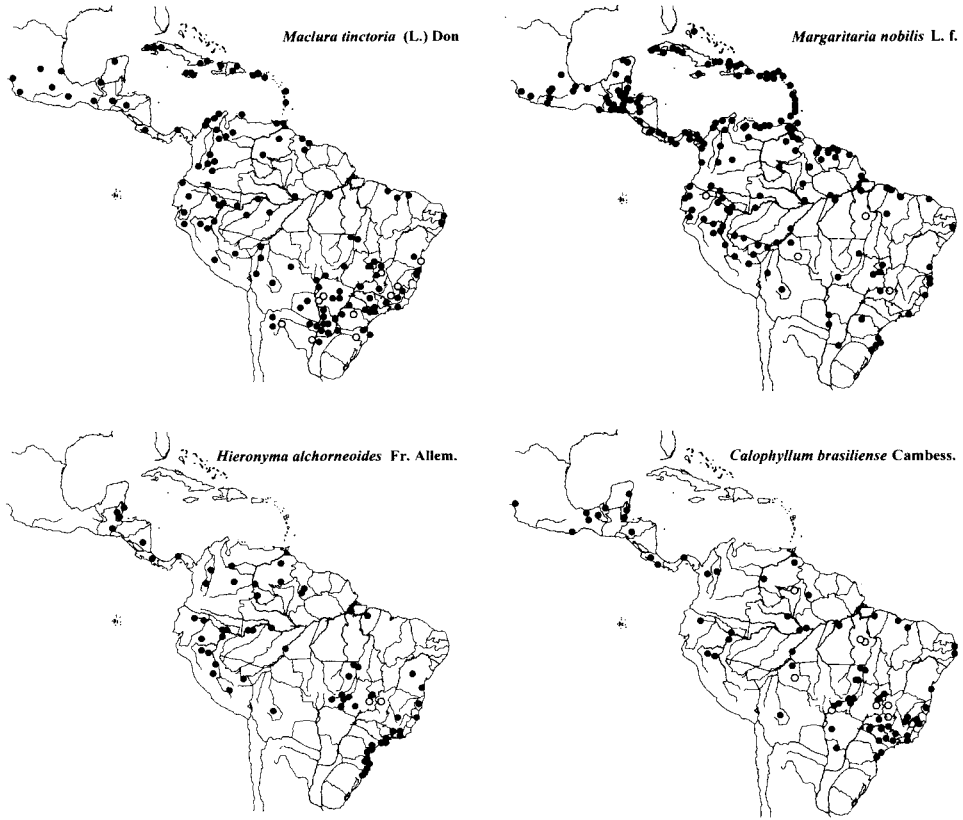 Maclura tinctoria (L.) Don
Margaritaria nobilis L. f.
Hieronyma alchorneoides Fr. Allem.
Calophyllum brasiliense Cambess.